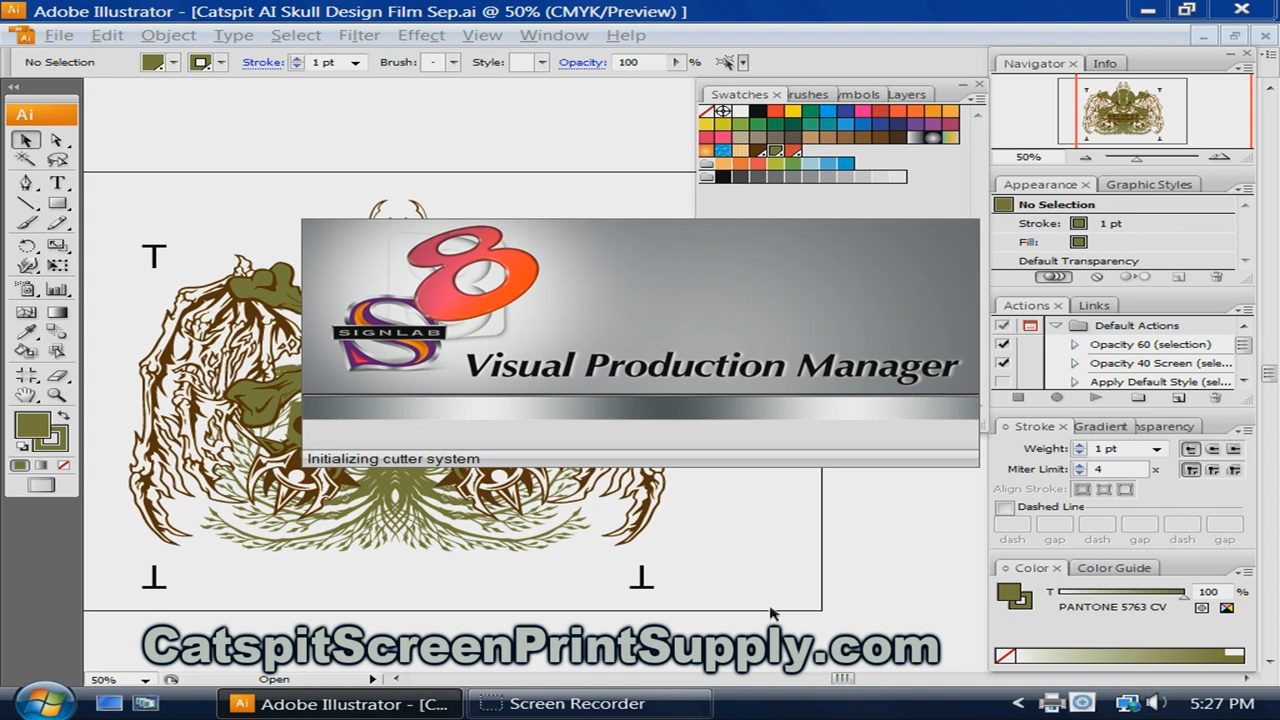 Adobe Illustrator - [Catspit AI Skull Design Film Sep.ai @ 50% (CMYK/Preview) ]
File Edit Object Type Select Filter Effect View Window Help
No Selection Stroke: 1 pt Brush: Style: Opacity: 100 %
Ai
Swatches rushes ymbols Layers
Navigator Info
50%
Appearance Graphic Styles
No Selection
Stroke: 1 pt
Fill:
Default Transparency
Actions Links
Default Actions
Opacity 60 (selection)
Opacity 40 Screen (sele...
Apply Default Style (sel...
Stroke Gradient nsparency
Weight: 1 pt
Miter Limit: 4 x
Align Stroke:
Dashed Line
dash gap dash gap dash gap
Color Color Guide
T 100 %
PANTONE 5763 CV
8
S
SIGNLAB
Visual Production Manager
Initializing cutter system
CatspitScreenPrintSupply.com
50% Open
Adobe Illustrator - [C... Screen Recorder 5:27 PM